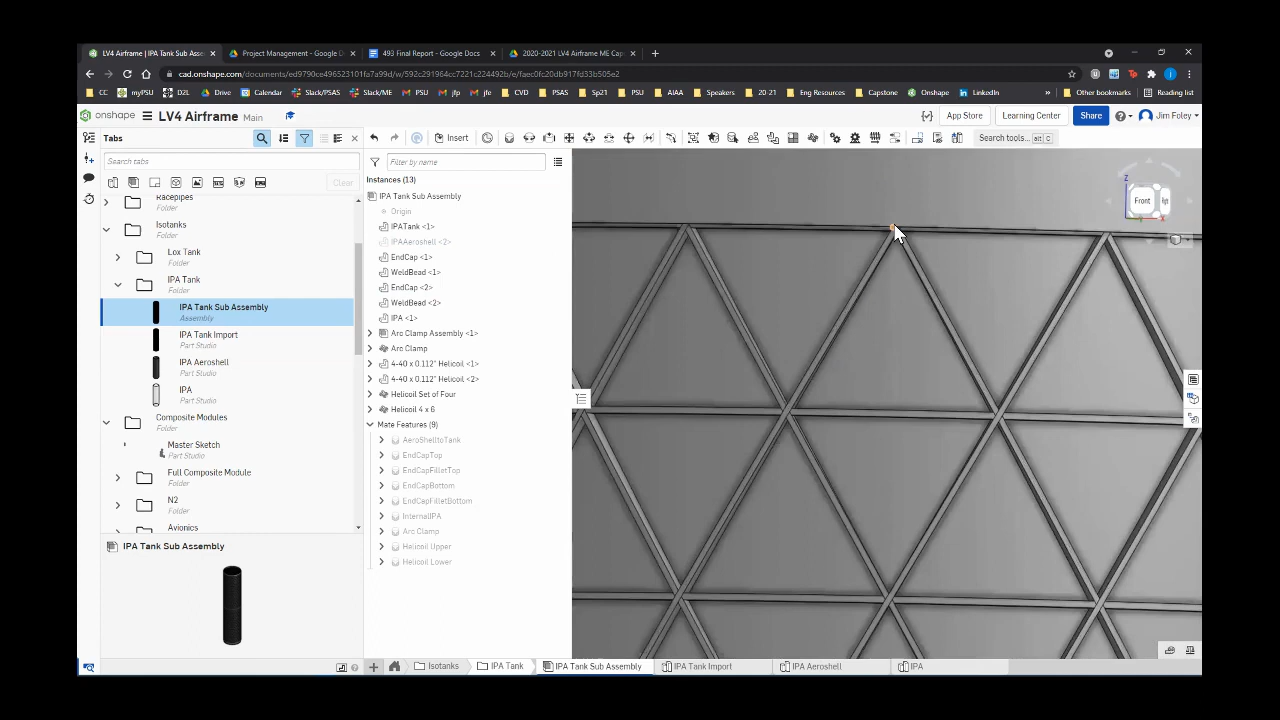 LV4 Airframe | IPA Tank Sub Asse
Project Management - Google D
493 Final Report - Google Docs
2020-2021 LV4 Airframe ME Cap
cad.onshape.com/documents/ed9790ce496523101fa7a99d/w/592c291964cc7221c224492b/e/faec0fc20db917fd33b505e2
CC
myPSU
D2L
Drive
Calendar
Slack/PSAS
Slack/ME
PSU
jfp
jfe
CVD
PSAS
Sp21
PSU
AIAA
Speakers
20-21
Eng Resources
Capstone
Onshape
LinkedIn
»
Other bookmarks
Reading list
onshape
LV4 Airframe Main
App Store
Learning Center
Share
Jim Foley
Tabs
Insert
Search tools...
alt C
Search tabs
Clear
Racepipes
Folder
Isotanks
Folder
Lox Tank
Folder
IPA Tank
Folder
IPA Tank Sub Assembly
Assembly
IPA Tank Import
Part Studio
IPA Aeroshell
Part Studio
IPA
Part Studio
Composite Modules
Folder
Master Sketch
Part Studio
Full Composite Module
Folder
N2
Folder
Avionics
Folder
IPA Tank Sub Assembly
Filter by name
Instances (13)
IPA Tank Sub Assembly
Origin
IPATank <1>
IPAAeroshell <2>
EndCap <1>
WeldBead <1>
EndCap <2>
WeldBead <2>
IPA <1>
Arc Clamp Assembly <1>
Arc Clamp
4-40 x 0.112" Helicoil <1>
4-40 x 0.112" Helicoil <2>
Helicoil Set of Four
Helicoil 4 x 6
Mate Features (9)
AeroShelltoTank
EndCapTop
EndCapFilletTop
EndCapBottom
EndCapFilletBottom
InternalIPA
Arc Clamp
Helicoil Upper
Helicoil Lower
Z
Front
X
Isotanks
IPA Tank
IPA Tank Sub Assembly
IPA Tank Import
IPA Aeroshell
IPA